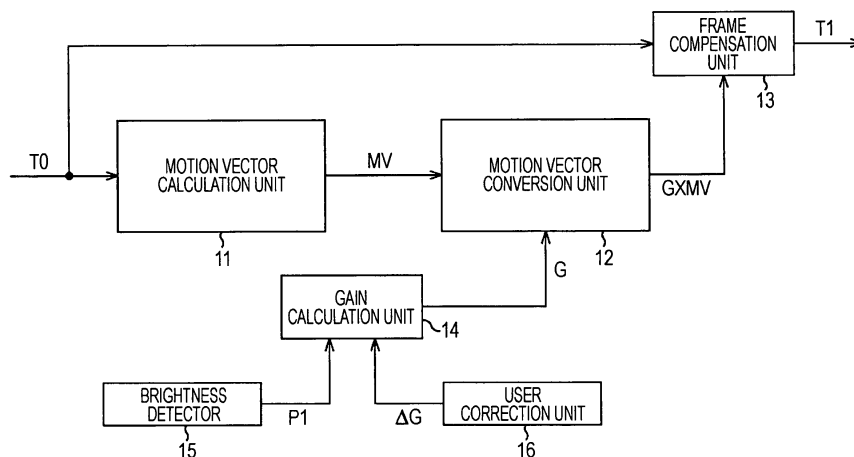 FRAME
COMPENSATION
UNIT
T1
13
T0
MOTION VECTOR
CALCULATION UNIT
11
MV
MOTION VECTOR
CONVERSION UNIT
12
GXMV
G
GAIN
CALCULATION UNIT
14
BRIGHTNESS
DETECTOR
15
P1
ΔG
USER
CORRECTION UNIT
16